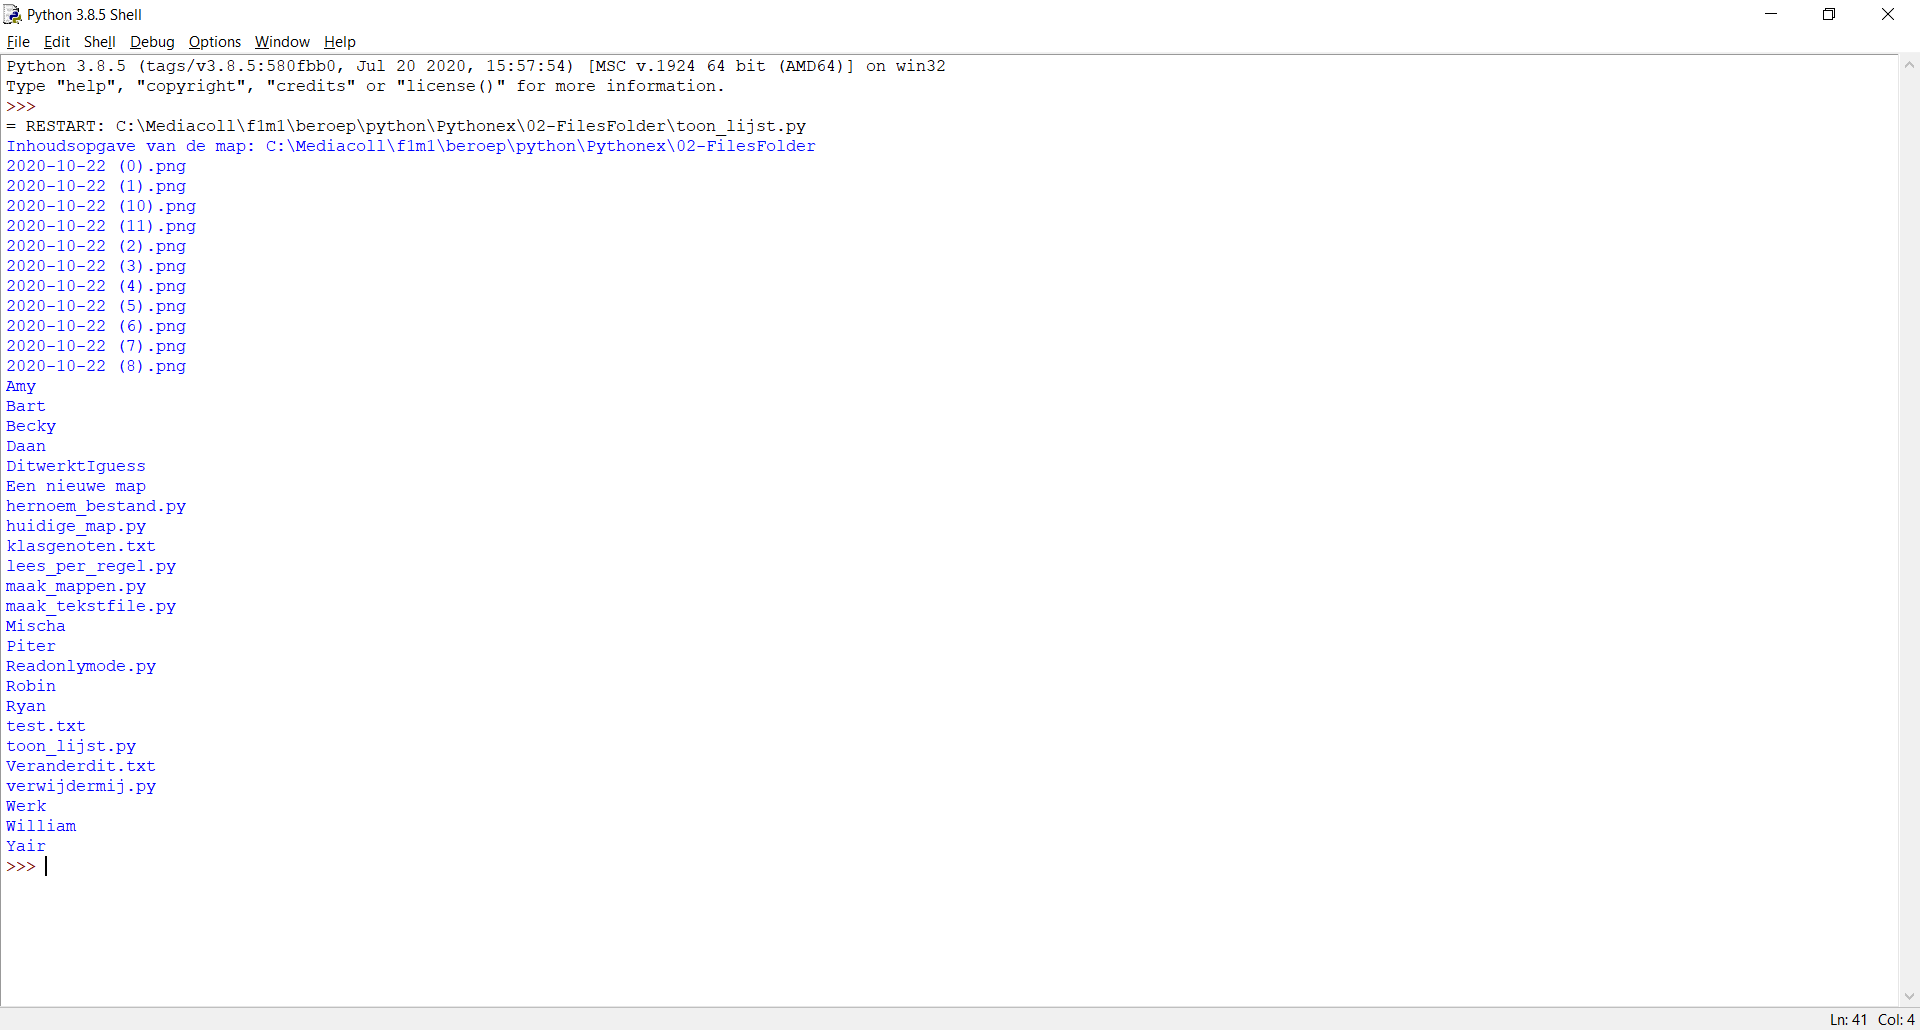 Python 3.8.5 Shell
File Edit Shell Debug Options Window Help
Python 3.8.5 (tags/v3.8.5:580fbb0, Jul 20 2020, 15:57:54) [MSC v.1924 64 bit (AMD64)] on win32
Type "help", "copyright", "credits" or "license()" for more information.
>>>
= RESTART: C:\Mediacoll\f1m1\beroep\python\Pythonex\02-FilesFolder\toon_lijst.py
Inhoudsopgave van de map: C:\Mediacoll\f1m1\beroep\python\Pythonex\02-FilesFolder
2020-10-22 (0).png
2020-10-22 (1).png
2020-10-22 (10).png
2020-10-22 (11).png
2020-10-22 (2).png
2020-10-22 (3).png
2020-10-22 (4).png
2020-10-22 (5).png
2020-10-22 (6).png
2020-10-22 (7).png
2020-10-22 (8).png
Amy
Bart
Becky
Daan
DitwerktIguess
Een nieuwe map
hernoem_bestand.py
huidige_map.py
klasgenoten.txt
lees_per_regel.py
maak_mappen.py
maak_tekstfile.py
Mischa
Piter
Readonlymode.py
Robin
Ryan
test.txt
toon_lijst.py
Veranderdit.txt
verwijdermij.py
Werk
William
Yair
>>>
Ln: 41 Col: 4